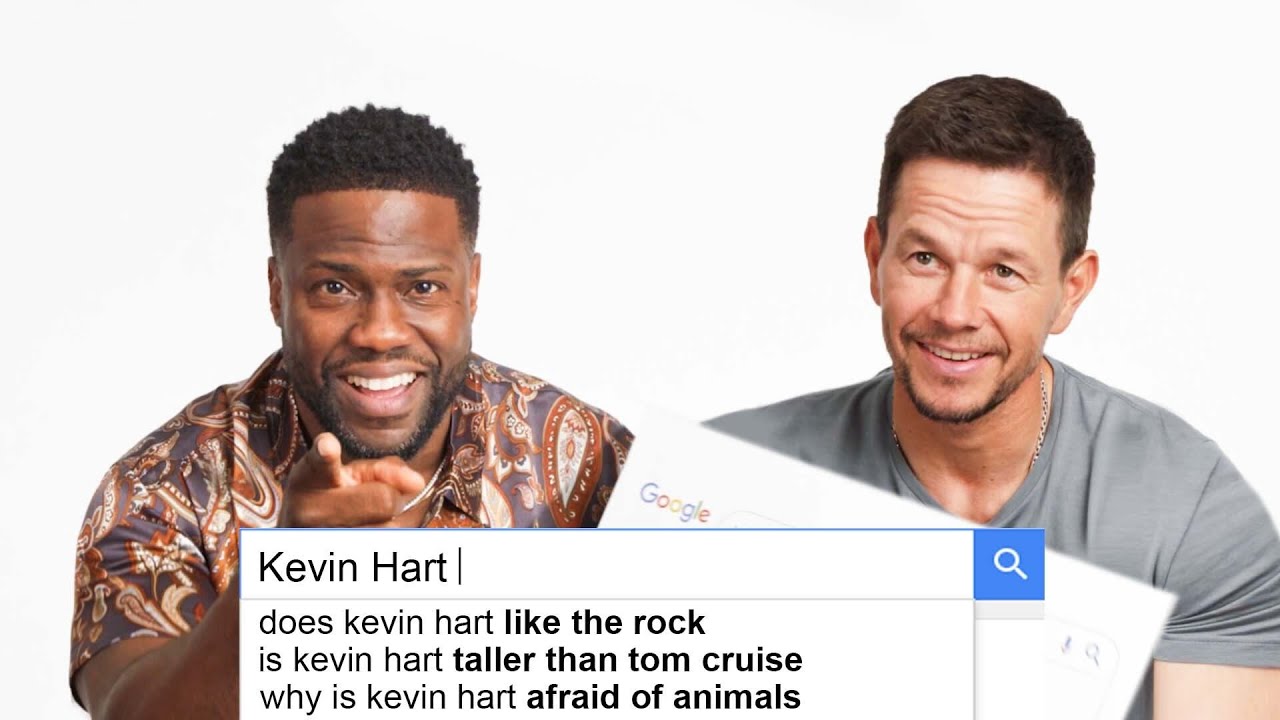 Google
Kevin Hart
does kevin hart like the rock
is kevin hart taller than tom cruise
why is kevin hart afraid of animals